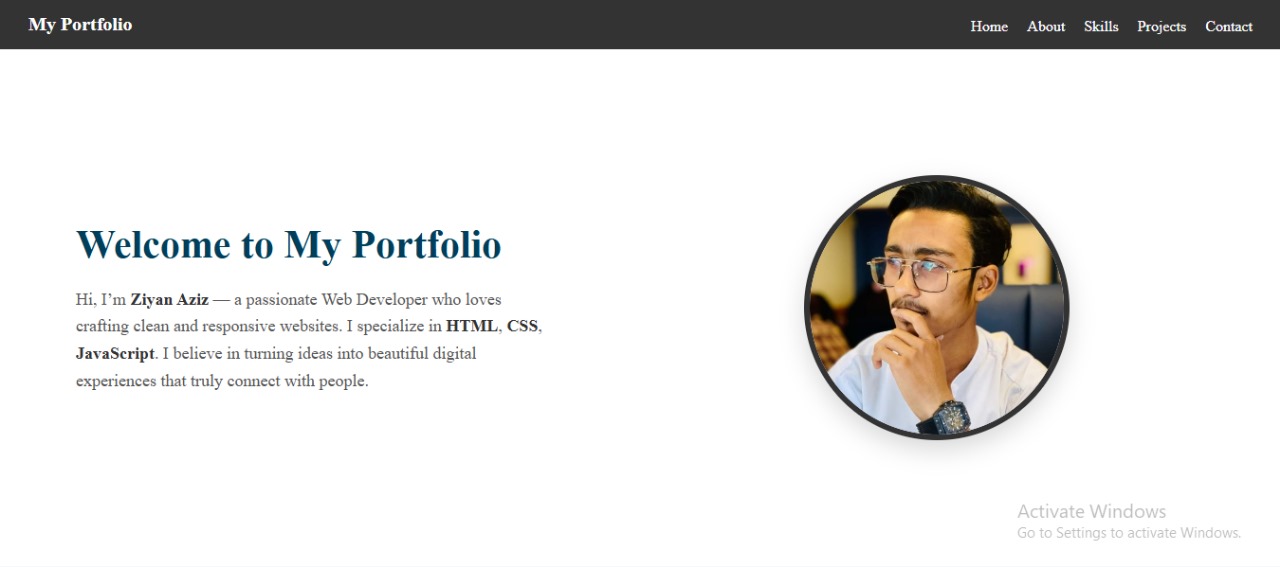 My Portfolio
Home About Skills Projects Contact
Welcome to My Portfolio
Hi, I’m Ziyan Aziz — a passionate Web Developer who loves
crafting clean and responsive websites. I specialize in HTML, CSS,
JavaScript. I believe in turning ideas into beautiful digital
experiences that truly connect with people.
Activate Windows
Go to Settings to activate Windows.